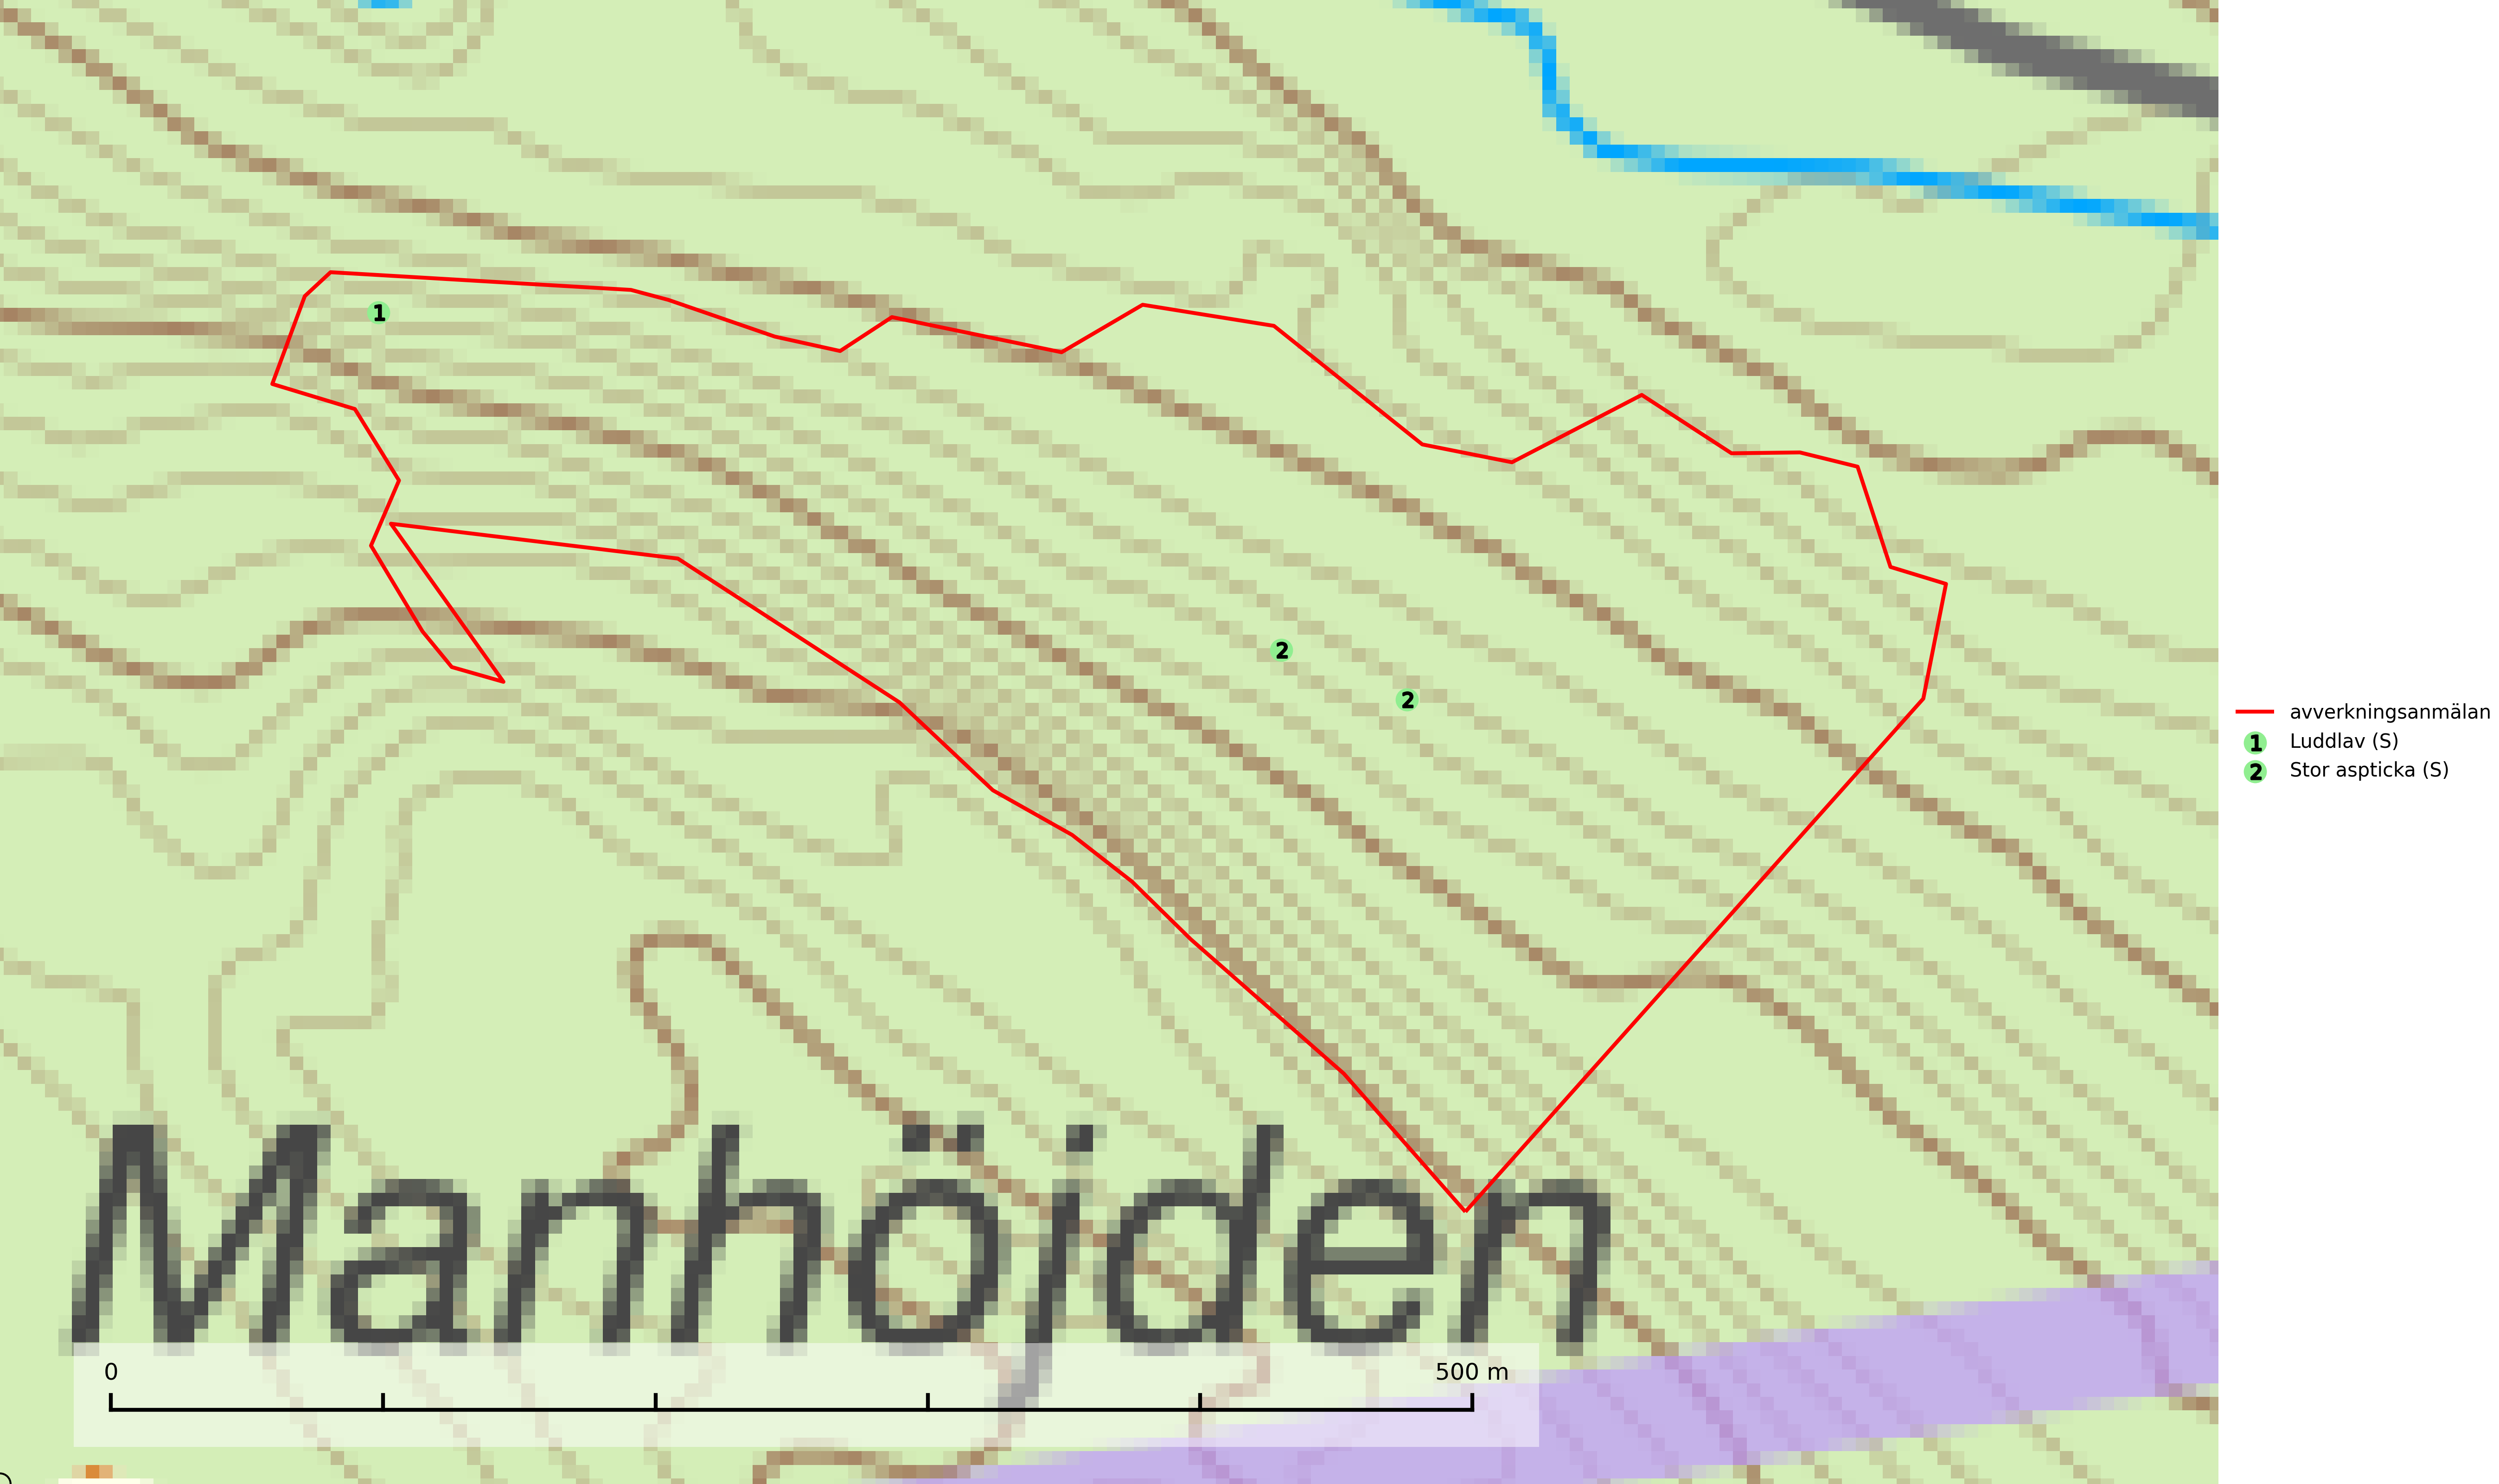 1
2
2
avverkningsanmälan
1 Luddlav (S)
2 Stor aspticka (S)
Manhöjden
0 500 m